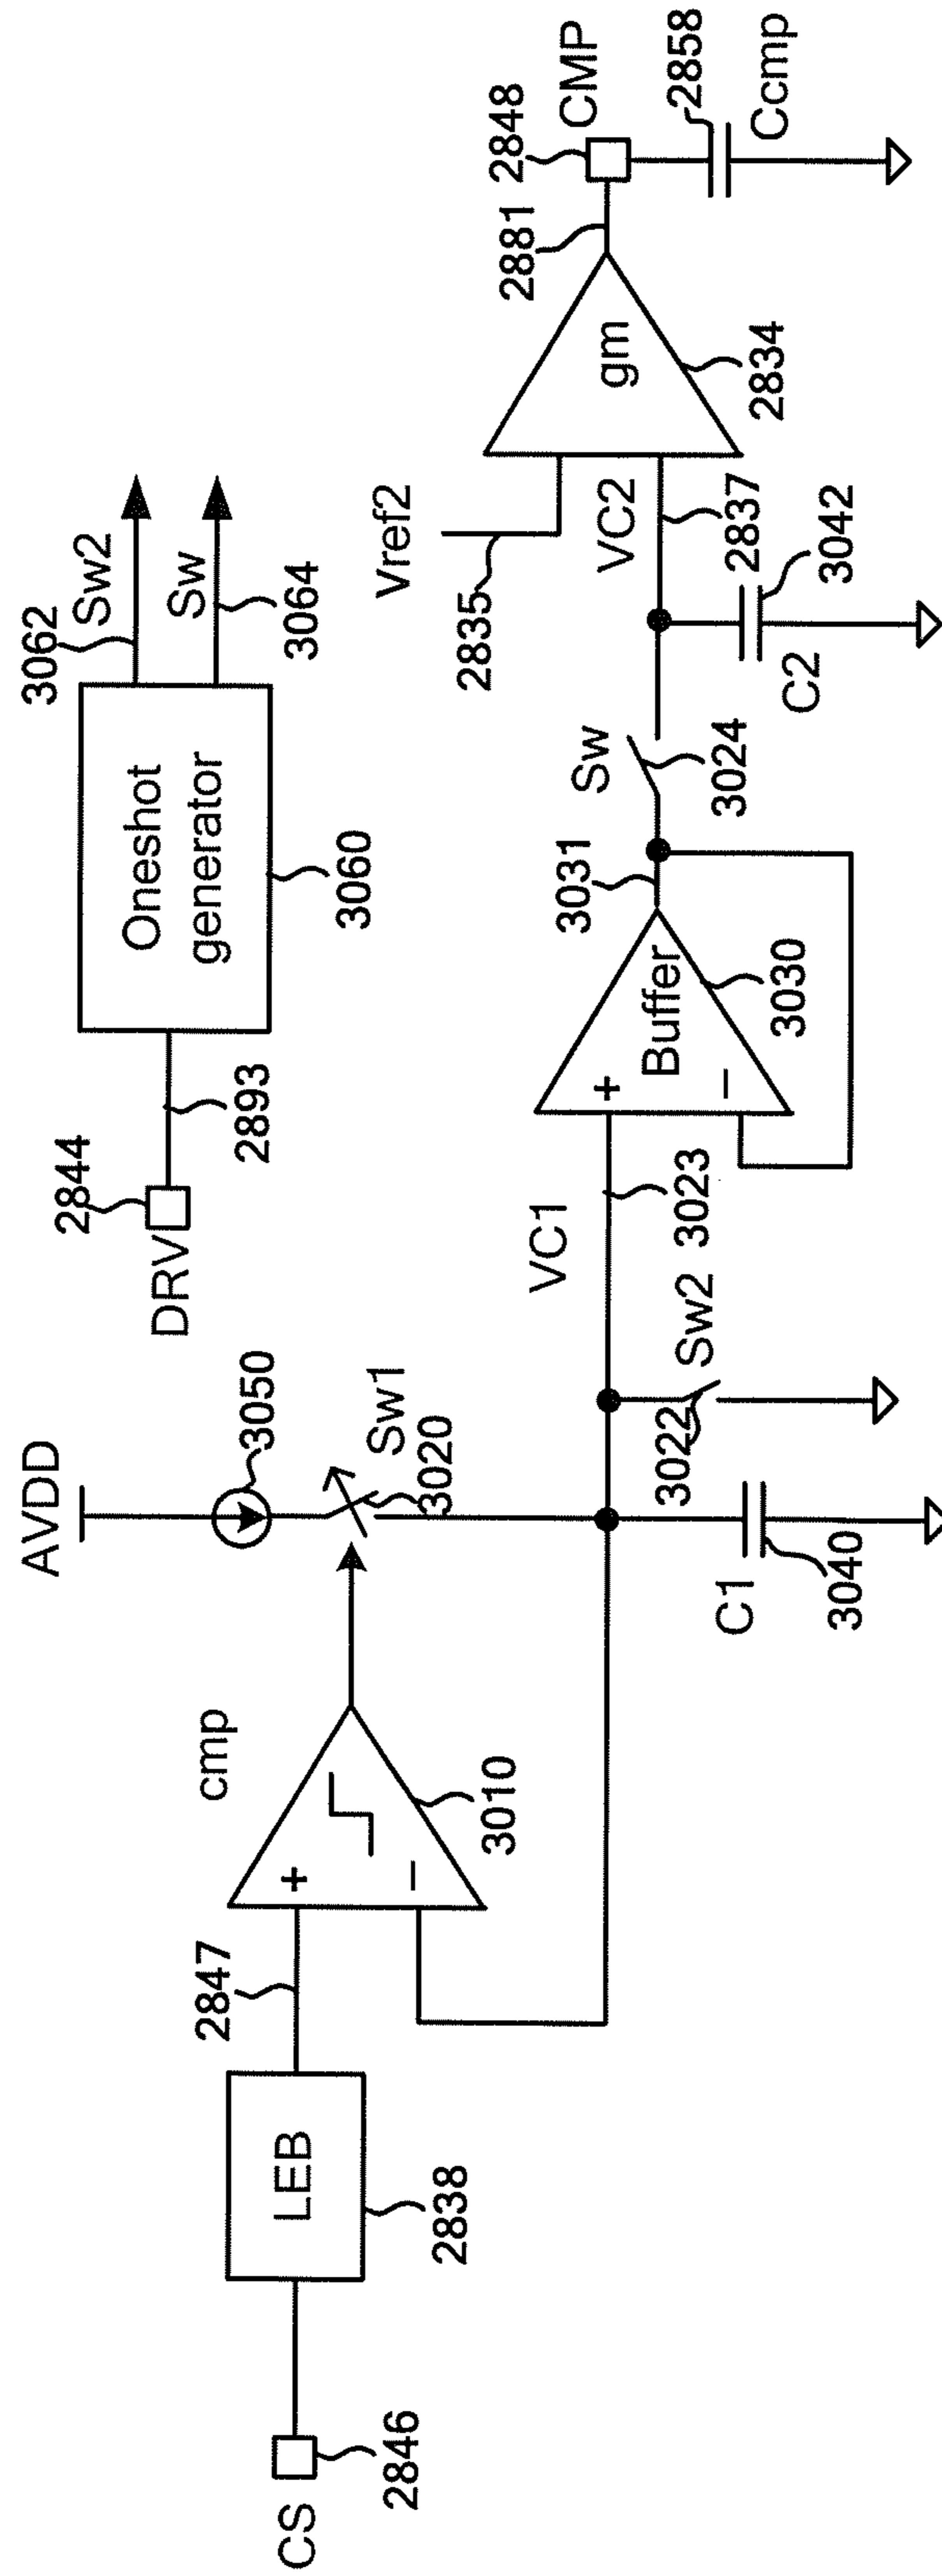 DRV
2844
2893
Oneshot
generator
3060
3062
Sw2
Sw
3064
CS
2846
LEB
2838
2847
cmp
+
−
3010
AVDD
3050
Sw1
3020
C1
3040
3022
Sw2
VC1
3023
+
−
Buffer
3030
3031
Sw
3024
C2
3042
2837
VC2
Vref2
2835
gm
2834
2881
2848
CMP
2858
Ccmp